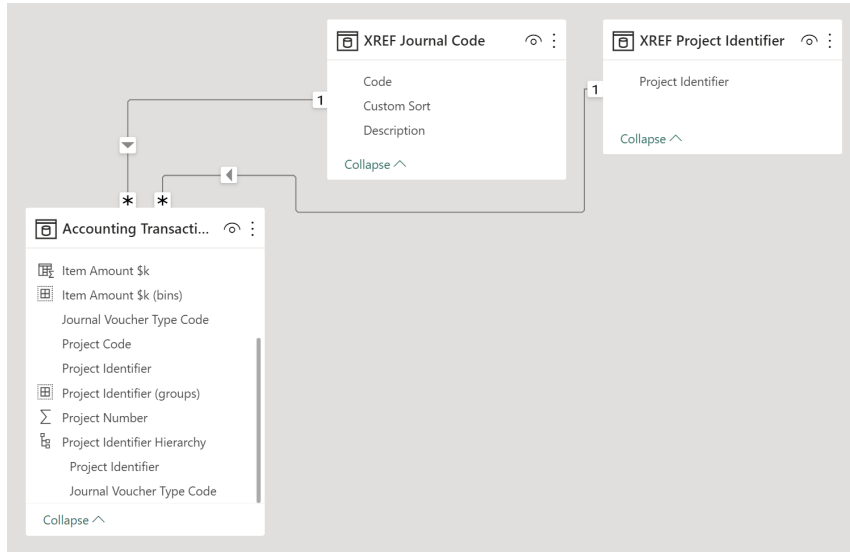 XREF Journal Code
Code
Custom Sort
Description
Collapse
XREF Project Identifier
Project Identifier
Collapse
1
1
*
*
Accounting Transacti...
Item Amount $k
Item Amount $k (bins)
Journal Voucher Type Code
Project Code
Project Identifier
Project Identifier (groups)
Project Number
Project Identifier Hierarchy
Project Identifier
Journal Voucher Type Code
Collapse